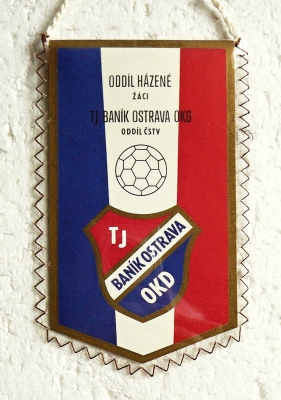 ODDÍL HÁZENÉ
ŽÁCI
TJ BANÍK OSTRAVA OKD
ODDÍL ČSTV
TJ
BANÍK OSTRAVA
OKD